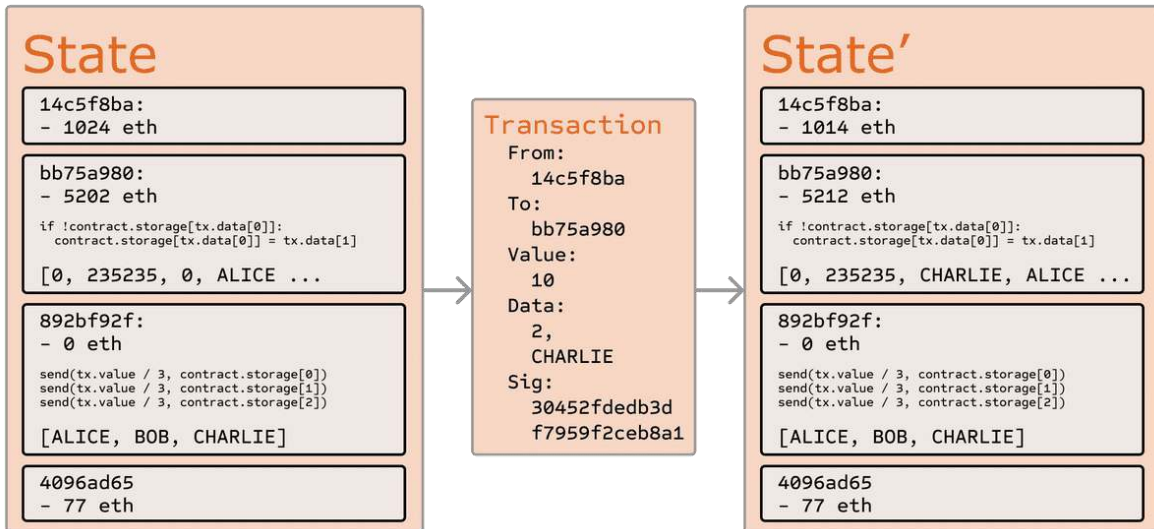 State
14c5f8ba:
- 1024 eth
bb75a980:
- 5202 eth
if !contract.storage[tx.data[0]]:
contract.storage[tx.data[0]] = tx.data[1]
[0, 235235, 0, ALICE ...
892bf92f:
- 0 eth
send(tx.value / 3, contract.storage[0])
send(tx.value / 3, contract.storage[1])
send(tx.value / 3, contract.storage[2])
[ALICE, BOB, CHARLIE]
4096ad65
- 77 eth
Transaction
From:
14c5f8ba
To:
bb75a980
Value:
10
Data:
2,
CHARLIE
Sig:
30452fdedb3d
f7959f2ceb8a1
State'
14c5f8ba:
- 1014 eth
bb75a980:
- 5212 eth
if !contract.storage[tx.data[0]]:
contract.storage[tx.data[0]] = tx.data[1]
[0, 235235, CHARLIE, ALICE ...
892bf92f:
- 0 eth
send(tx.value / 3, contract.storage[0])
send(tx.value / 3, contract.storage[1])
send(tx.value / 3, contract.storage[2])
[ALICE, BOB, CHARLIE]
4096ad65
- 77 eth